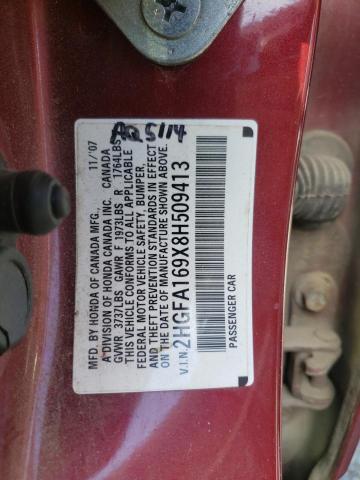 AQ25114
MFD. BY HONDA OF CANADA MFG., 11/'07
A DIVISION OF HONDA CANADA INC. CANADA
GVWR 3737LBS GAWR F 1973LBS R 1764LBS
THIS VEHICLE CONFORMS TO ALL APPLICABLE
FEDERAL MOTOR VEHICLE SAFETY, BUMPER,
AND THEFT PREVENTION STANDARDS IN EFFECT
ON THE DATE OF MANUFACTURE SHOWN ABOVE.
V.I.N. 2HGFA169X8H509413
PASSENGER CAR